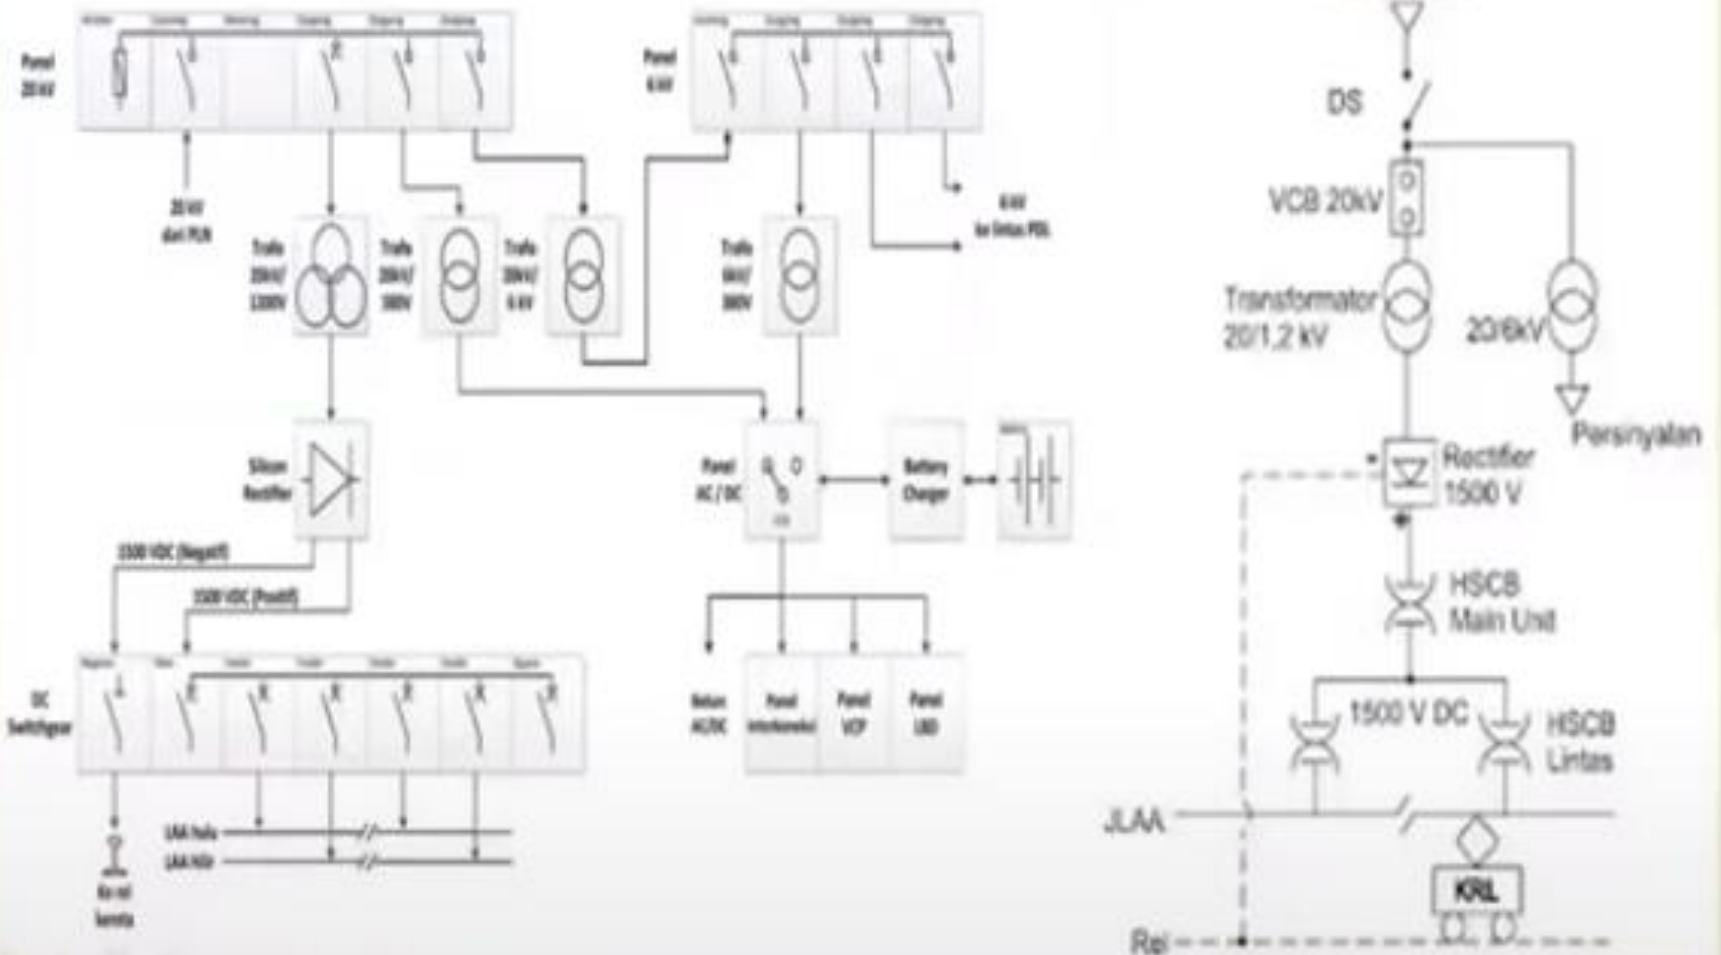 Panel
20 kV
20 kV
dari PLN
Trafo
20kV/
1200V
Trafo
20kV/
380V
Trafo
20kV/
6 kV
Panel
6 kV
6 kV
ke lintas PDL
Trafo
6kV/
380V
Silicon
Rectifier
1500 VDC (Negatif)
1500 VDC (Positif)
Panel
AC / DC
Battery
Charger
DC
Switchgear
LAA hulu
LAA hilir
Ke rel
kereta
Beban
AC/DC
Panel
Interkoneksi
Panel
VCP
Panel
LBD
DS
VCB 20kV
Transformator
20/1,2 kV
20/6kV
Persinyalan
Rectifier
1500 V
HSCB
Main Unit
1500 V DC
HSCB
Lintas
JLAA
KRL
Rel